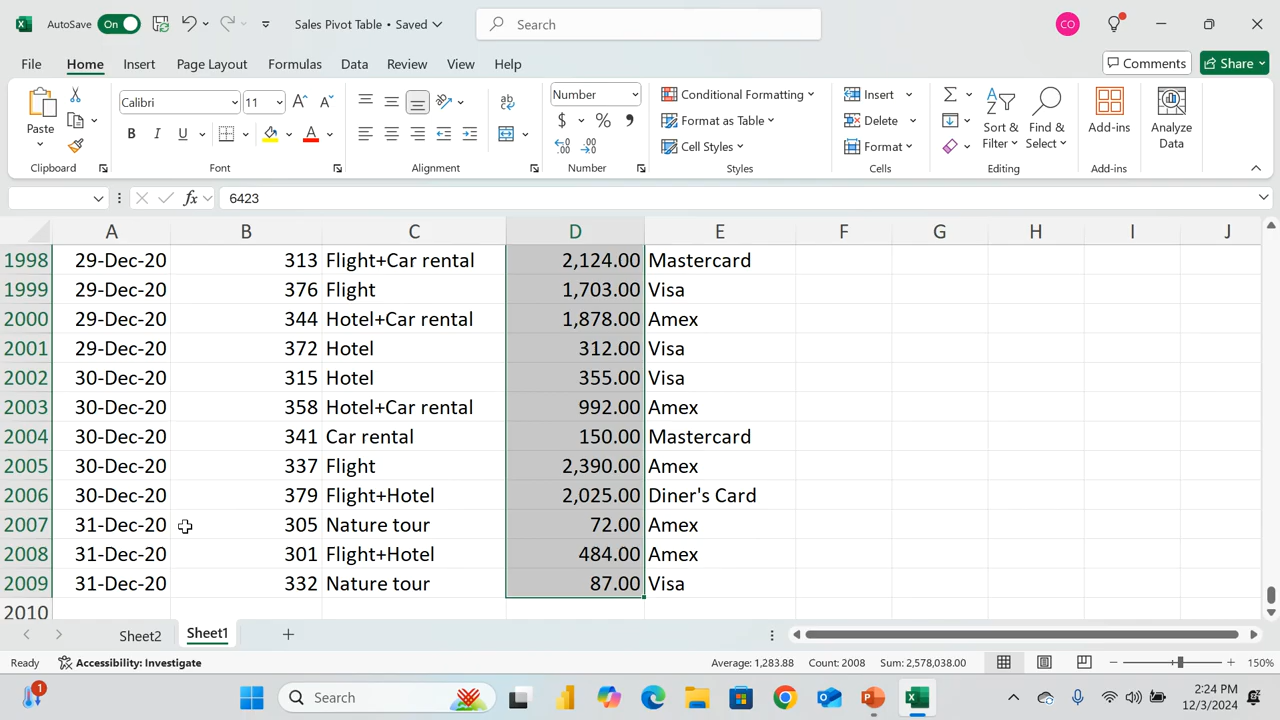 AutoSave On Sales Pivot Table • Saved Search CO
File Home Insert Page Layout Formulas Data Review View Help Comments Share
Calibri 11 Number Conditional Formatting Insert
Paste B I U A $ % , Format as Table Delete Sort & Filter Find & Select Add-ins Analyze Data
Cell Styles Format
Clipboard Font Alignment Number Styles Cells Editing Add-ins
fx 6423
A B C D E F G H I J
1998 29-Dec-20 313 Flight+Car rental 2,124.00 Mastercard
1999 29-Dec-20 376 Flight 1,703.00 Visa
2000 29-Dec-20 344 Hotel+Car rental 1,878.00 Amex
2001 29-Dec-20 372 Hotel 312.00 Visa
2002 30-Dec-20 315 Hotel 355.00 Visa
2003 30-Dec-20 358 Hotel+Car rental 992.00 Amex
2004 30-Dec-20 341 Car rental 150.00 Mastercard
2005 30-Dec-20 337 Flight 2,390.00 Amex
2006 30-Dec-20 379 Flight+Hotel 2,025.00 Diner's Card
2007 31-Dec-20 305 Nature tour 72.00 Amex
2008 31-Dec-20 301 Flight+Hotel 484.00 Amex
2009 31-Dec-20 332 Nature tour 87.00 Visa
2010
Sheet2 Sheet1
Ready Accessibility: Investigate Average: 1,283.88 Count: 2008 Sum: 2,578,038.00 150%
1 Search 2:24 PM
12/3/2024